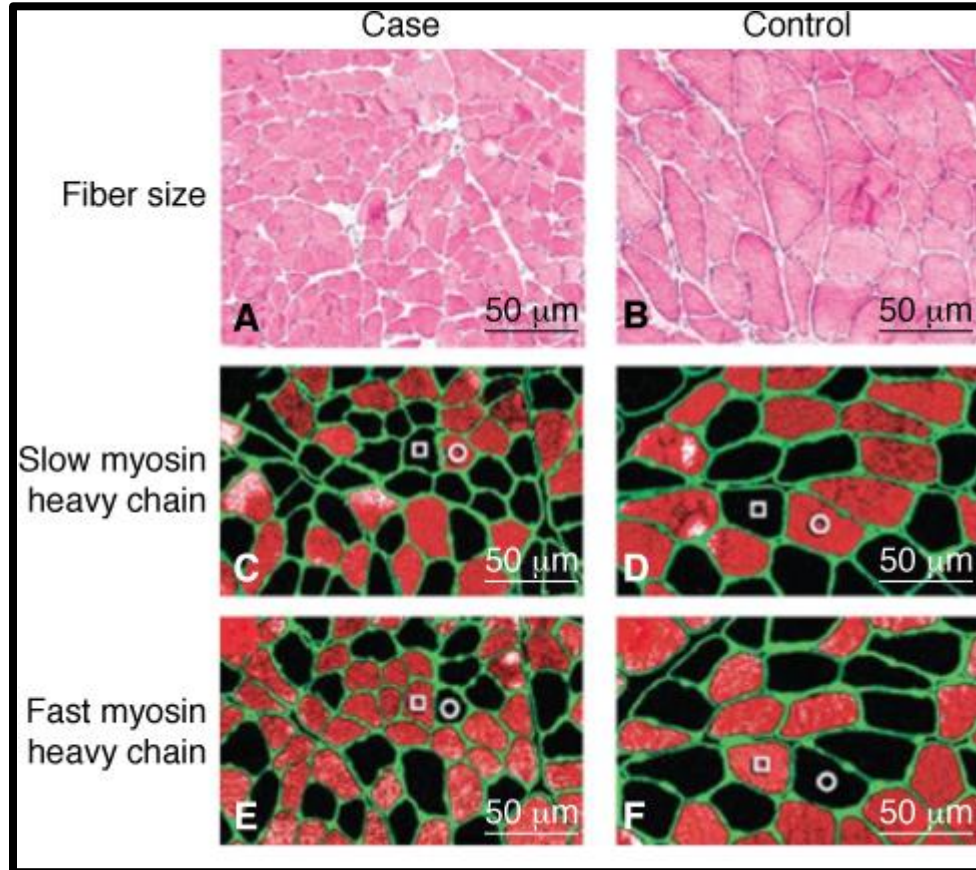 Case Control
Fiber size
A 50 μm
B 50 μm
Slow myosin
heavy chain
C 50 μm
D 50 μm
Fast myosin
heavy chain
E 50 μm
F 50 μm